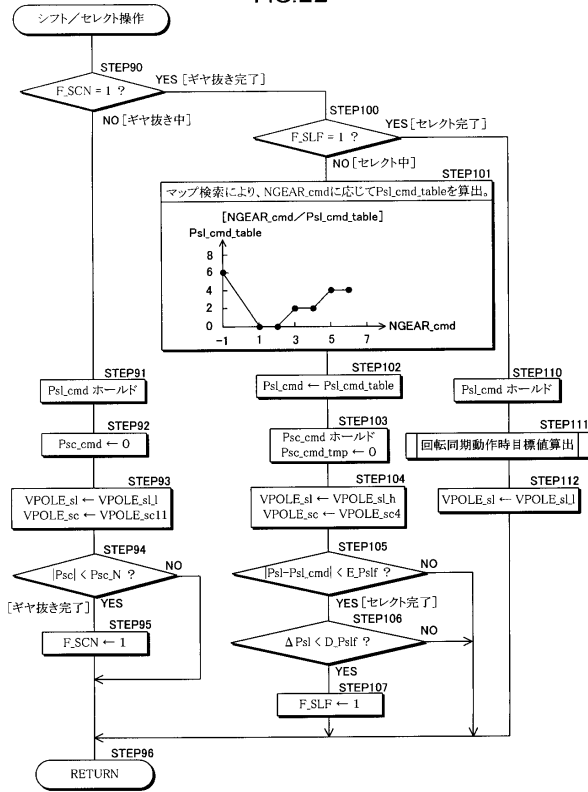 FIG.22
シフト／セレクト操作
STEP90
F_SCN = 1 ?
YES [ギヤ抜き完了]
NO [ギヤ抜き中]
STEP100
F_SLF = 1 ?
YES [セレクト完了]
NO [セレクト中]
STEP101
マップ検索により、NGEAR_cmdに応じてPsl_cmd_tableを算出。
[NGEAR_cmd／Psl_cmd_table]
Psl_cmd_table
8
6
4
2
0
-1 1 3 5 7
NGEAR_cmd
STEP91
Psl_cmd ホールド
STEP92
Psc_cmd ← 0
STEP93
VPOLE_sl ← VPOLE_sl_l
VPOLE_sc ← VPOLE_sc11
STEP94
|Psc| < Psc_N ?
NO
[ギヤ抜き完了]
YES
STEP95
F_SCN ← 1
STEP96
RETURN
STEP102
Psl_cmd ← Psl_cmd_table
STEP103
Psc_cmd ホールド
Psc_cmd_tmp ← 0
STEP104
VPOLE_sl ← VPOLE_sl_h
VPOLE_sc ← VPOLE_sc4
STEP105
|Psl-Psl_cmd| < E_Pslf ?
NO
YES [セレクト完了]
STEP106
Δ Psl < D_Pslf ?
NO
YES
STEP107
F_SLF ← 1
STEP110
Psl_cmd ホールド
STEP111
回転同期動作時目標値算出
STEP112
VPOLE_sl ← VPOLE_sl_l